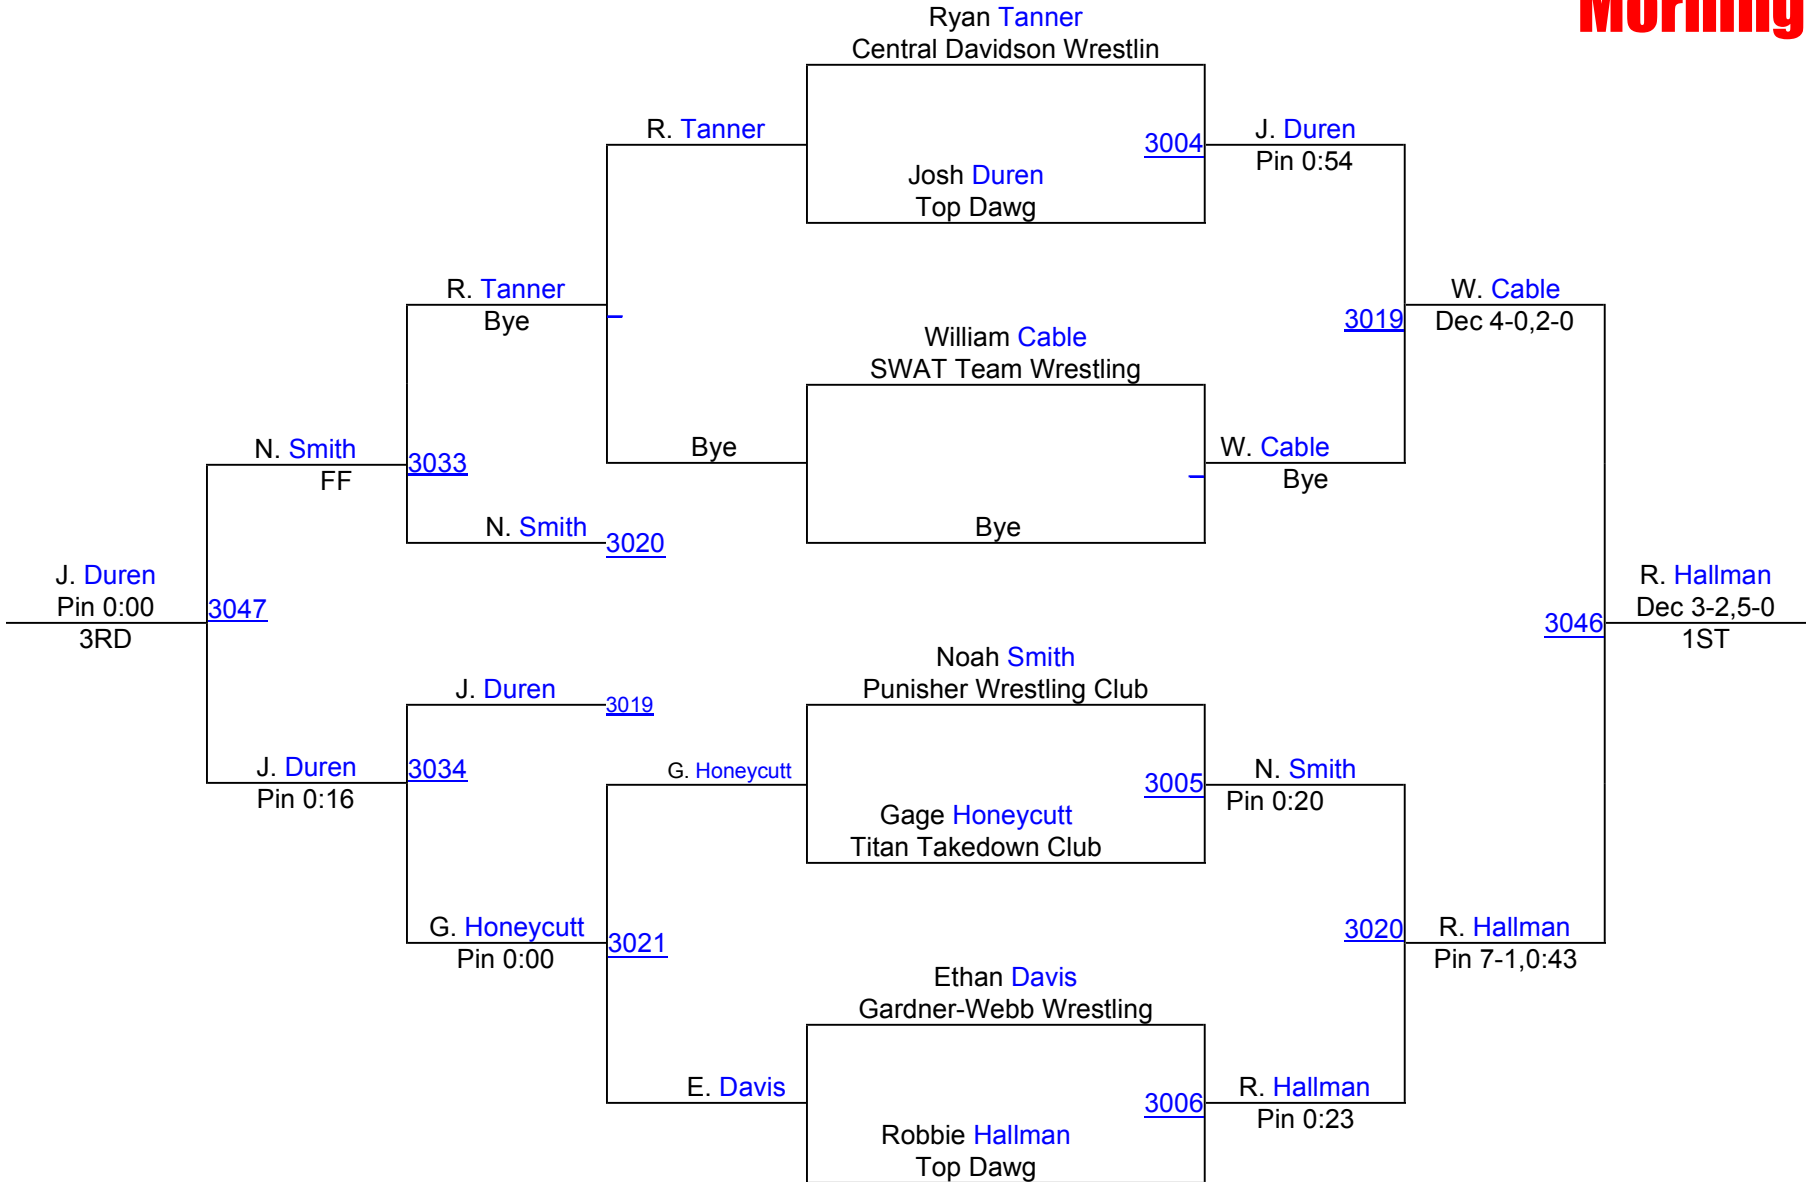 Morning
Ryan Tanner
Central Davidson Wrestlin
R. Tanner
3004
J. Duren
Pin 0:54
Josh Duren
Top Dawg
R. Tanner
Bye
W. Cable
Dec 4-0,2-0
3019
William Cable
SWAT Team Wrestling
N. Smith
FF
3033
Bye
W. Cable
Bye
N. Smith
3020
Bye
J. Duren
Pin 0:00
3RD
3047
R. Hallman
Dec 3-2,5-0
1ST
3046
Noah Smith
Punisher Wrestling Club
J. Duren
3019
J. Duren
Pin 0:16
3034
G. Honeycutt
3005
N. Smith
Pin 0:20
Gage Honeycutt
Titan Takedown Club
G. Honeycutt
Pin 0:00
3021
3020
R. Hallman
Pin 7-1,0:43
Ethan Davis
Gardner-Webb Wrestling
E. Davis
3006
R. Hallman
Pin 0:23
Robbie Hallman
Top Dawg